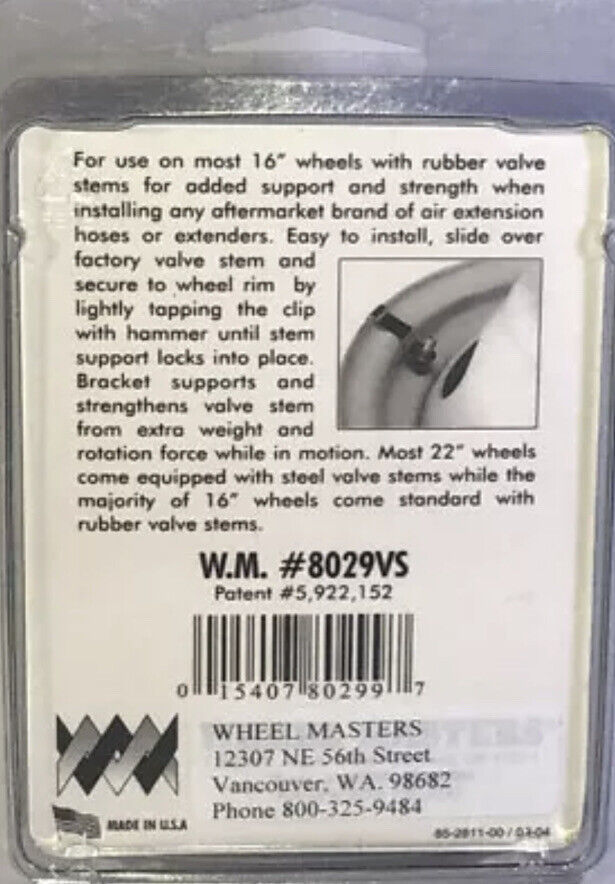 For use on most 16" wheels with rubber valve
stems for added support and strength when
installing any aftermarket brand of air extension
hoses or extenders. Easy to install, slide over
factory valve stem and
secure to wheel rim by
lightly tapping the clip
with hammer until stem
support locks into place.
Bracket supports and
strengthens valve stem
from extra weight and
rotation force while in motion. Most 22" wheels
come equipped with steel valve stems while the
majority of 16" wheels come standard with
rubber valve stems.
W.M. #8029VS
Patent #5,922,152
0 15407 80299 7
WHEEL MASTERS
12307 NE 56th Street
Vancouver, WA. 98682
Phone 800-325-9484
MADE IN U.S.A
85-2811-00 / 03-04